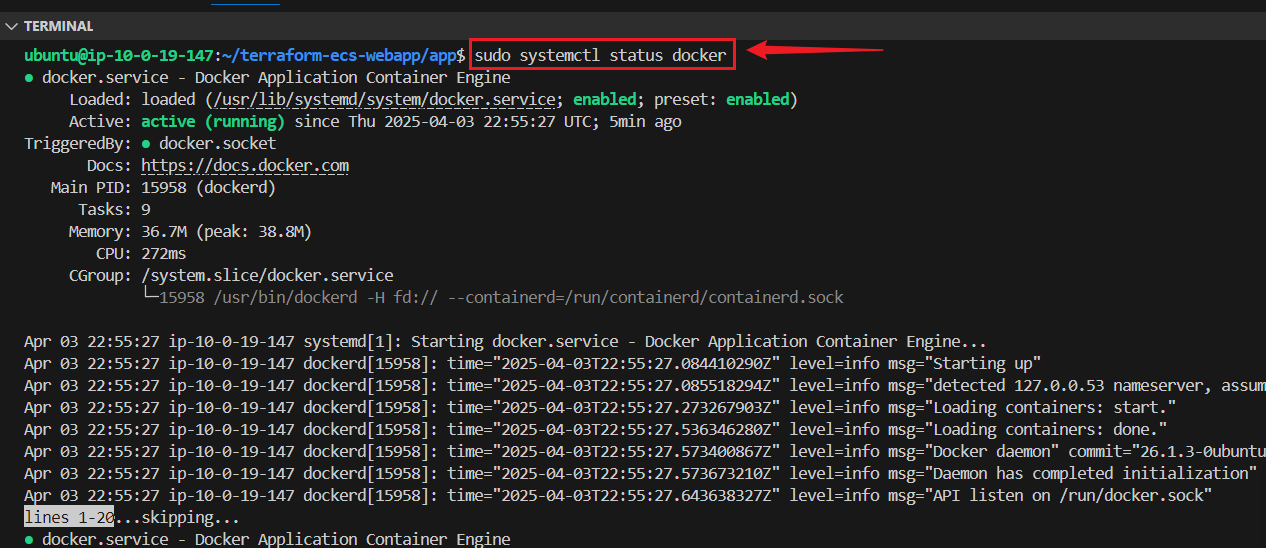 TERMINAL
ubuntu@ip-10-0-19-147:~/terraform-ecs-webapp/app$ sudo systemctl status docker
● docker.service - Docker Application Container Engine
Loaded: loaded (/usr/lib/systemd/system/docker.service; enabled; preset: enabled)
Active: active (running) since Thu 2025-04-03 22:55:27 UTC; 5min ago
TriggeredBy: ● docker.socket
Docs: https://docs.docker.com
Main PID: 15958 (dockerd)
Tasks: 9
Memory: 36.7M (peak: 38.8M)
CPU: 272ms
CGroup: /system.slice/docker.service
└─15958 /usr/bin/dockerd -H fd:// --containerd=/run/containerd/containerd.sock
Apr 03 22:55:27 ip-10-0-19-147 systemd[1]: Starting docker.service - Docker Application Container Engine...
Apr 03 22:55:27 ip-10-0-19-147 dockerd[15958]: time="2025-04-03T22:55:27.084410290Z" level=info msg="Starting up"
Apr 03 22:55:27 ip-10-0-19-147 dockerd[15958]: time="2025-04-03T22:55:27.085518294Z" level=info msg="detected 127.0.0.53 nameserver, assum
Apr 03 22:55:27 ip-10-0-19-147 dockerd[15958]: time="2025-04-03T22:55:27.273267903Z" level=info msg="Loading containers: start."
Apr 03 22:55:27 ip-10-0-19-147 dockerd[15958]: time="2025-04-03T22:55:27.536346280Z" level=info msg="Loading containers: done."
Apr 03 22:55:27 ip-10-0-19-147 dockerd[15958]: time="2025-04-03T22:55:27.573400867Z" level=info msg="Docker daemon" commit="26.1.3-0ubuntu
Apr 03 22:55:27 ip-10-0-19-147 dockerd[15958]: time="2025-04-03T22:55:27.573673210Z" level=info msg="Daemon has completed initialization"
Apr 03 22:55:27 ip-10-0-19-147 dockerd[15958]: time="2025-04-03T22:55:27.643638327Z" level=info msg="API listen on /run/docker.sock"
lines 1-20...skipping...
● docker.service - Docker Application Container Engine